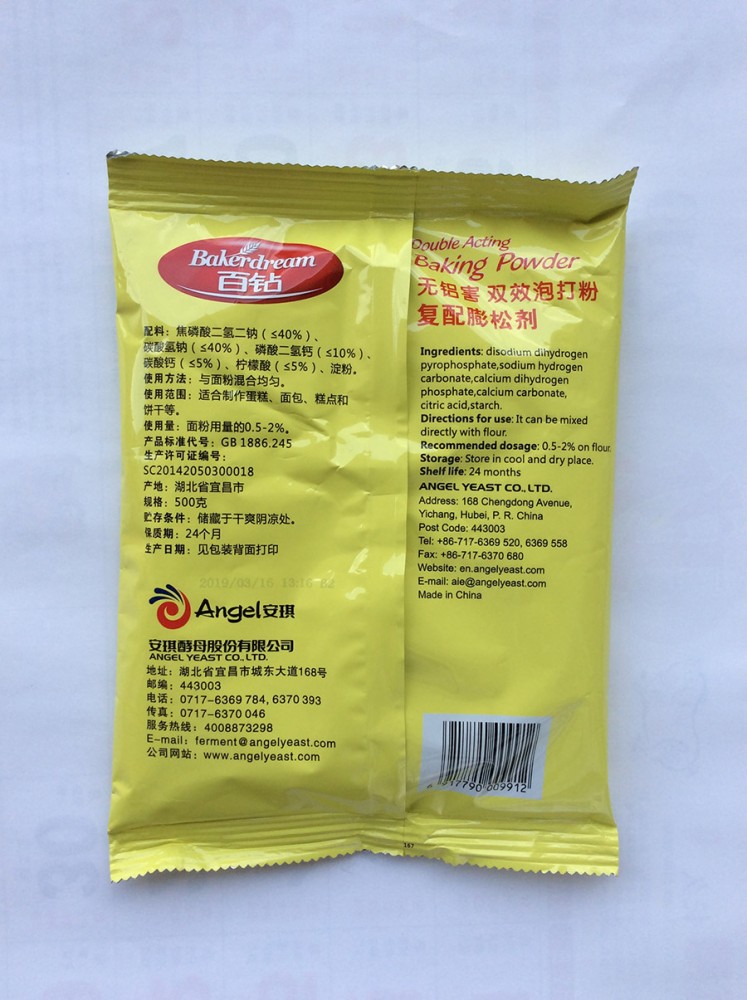 Bakerdream
百钻
配料：焦磷酸二氢二钠（≤40%）、
碳酸氢钠（≤40%）、磷酸二氢钙（≤10%）、
碳酸钙（≤5%）、柠檬酸（≤5%）、淀粉。
使用方法：与面粉混合均匀。
使用范围：适合制作蛋糕、面包、糕点和
饼干等。
使用量：面粉用量的0.5-2%。
产品标准代号：GB 1886.245
生产许可证编号：
SC20142050300018
产地：湖北省宜昌市
规格：500克
贮存条件：储藏于干爽阴凉处。
保质期：24个月
生产日期：见包装背面打印
2019/03/16 13:16 B2
Angel安琪
安琪酵母股份有限公司
ANGEL YEAST CO., LTD.
地址：湖北省宜昌市城东大道168号
邮编：443003
电话：0717-6369 784, 6370 393
传真：0717-6370 046
服务热线：4008873298
E-mail：ferment@angelyeast.com
公司网站：www.angelyeast.com
Double Acting
Baking Powder
无铝害 双效泡打粉
复配膨松剂
Ingredients: disodium dihydrogen
pyrophosphate,sodium hydrogen
carbonate,calcium dihydrogen
phosphate,calcium carbonate,
citric acid,starch.
Directions for use: It can be mixed
directly with flour.
Recommended dosage: 0.5-2% on flour
Storage: Store in cool and dry place.
Shelf life: 24 months
ANGEL YEAST CO., LTD.
Address: 168 Chengdong Avenue,
Yichang, Hubei, P. R. China
Post Code: 443003
Tel: +86-717-6369 520, 6369 558
Fax: +86-717-6370 680
Website: en.angelyeast.com
E-mail: aie@angelyeast.com
Made in China
167